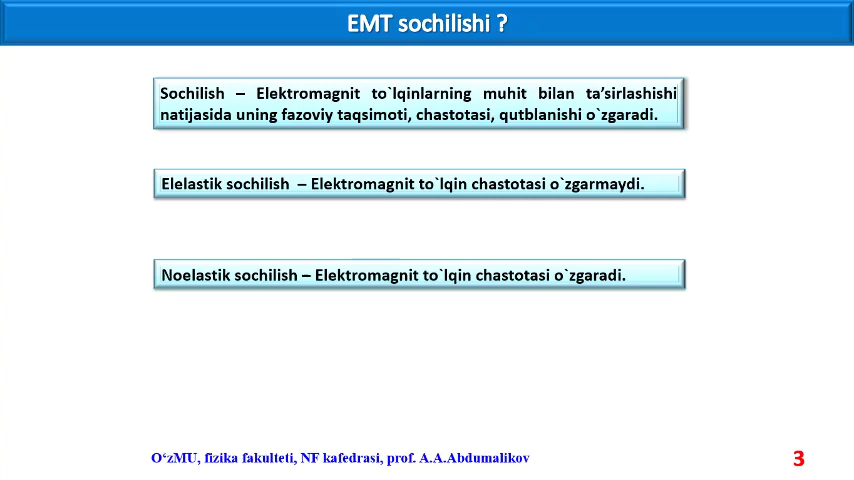 EMT sochilishi ?
Sochilish – Elektromagnit to`lqinlarning muhit bilan ta’sirlashishi
natijasida uning fazoviy taqsimoti, chastotasi, qutblanishi o`zgaradi.
Elelastik sochilish – Elektromagnit to`lqin chastotasi o`zgarmaydi.
Noelastik sochilish – Elektromagnit to`lqin chastotasi o`zgaradi.
O‘zMU, fizika fakulteti, NF kafedrasi, prof. A.A.Abdumalikov
3